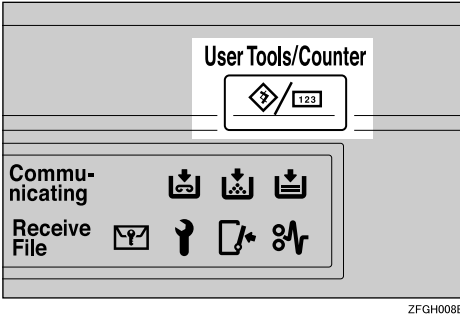 User Tools/Counter
123
Commu-
nicating
Receive
File
ZFGH008E